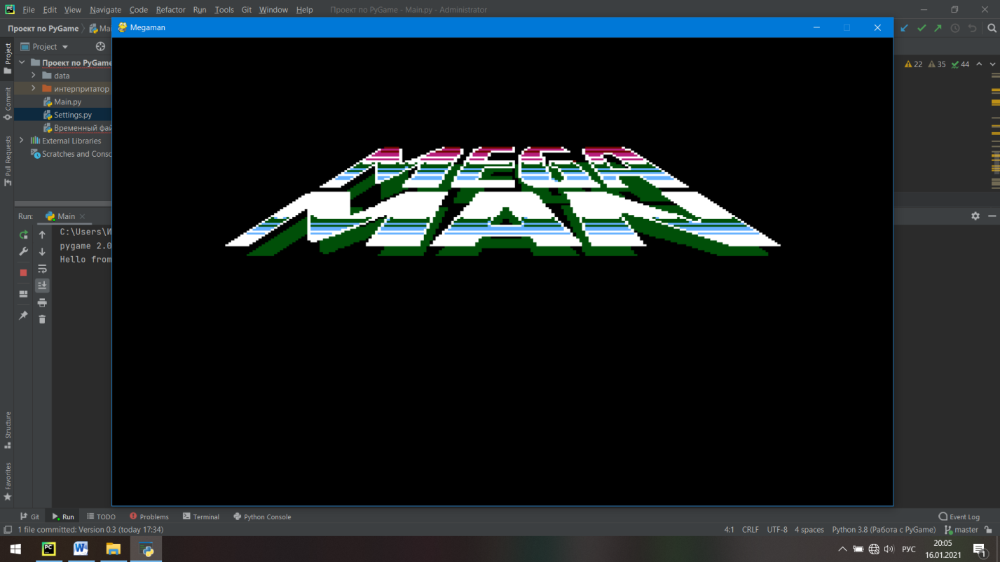 File Edit View Navigate Code Refactor Run Tools Git Window Help Проект по PyGame - Main.py - Administrator
Проект по PyGame
Megaman
Project
Проект по PyGame
data
интерпритатор
Main.py
Settings.py
Временный
External Libraries
Scratches and
22 35 44
Project
Commit
Pull Requests
Structure
Favorites
MEGA
MAN
Run: Main
C:\Users\
pygame 2.0
Hello from
Git Run TODO Problems Terminal Python Console Event Log
1 file committed: Version 0.3 (today 17:34) 4:1 CRLF UTF-8 4 spaces Python 3.8 (Работа с PyGame) master
РУС
20:05
16.01.2021
1